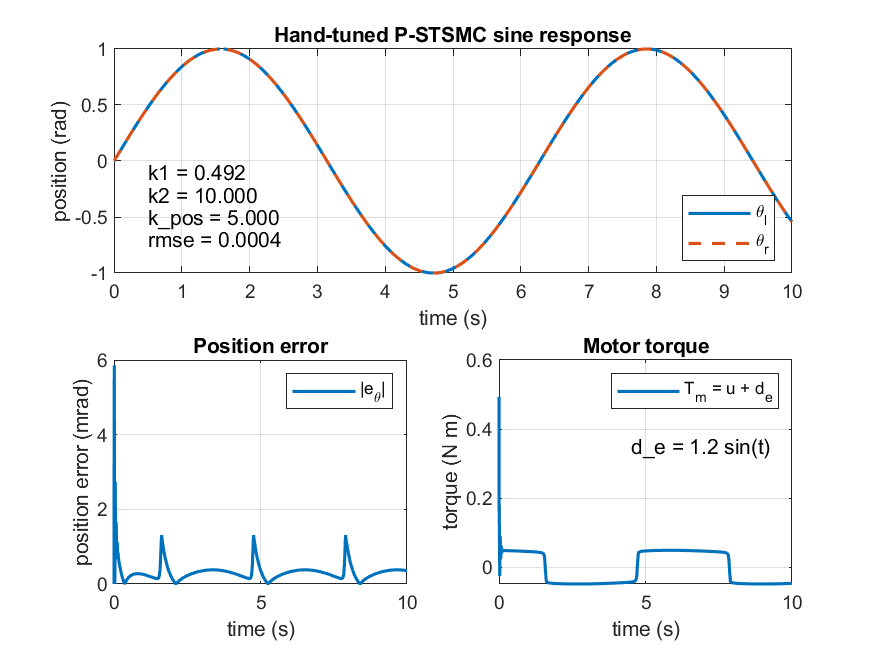 Hand-tuned P-STSMC sine response
1
0.5
0
-0.5
-1
position (rad)
k1 = 0.492
k2 = 10.000
k_pos = 5.000
rmse = 0.0004
θl
θr
0 1 2 3 4 5 6 7 8 9 10
time (s)
Position error
6
4
2
0
position error (mrad)
|eθ|
0 5 10
time (s)
Motor torque
0.6
0.4
0.2
0
torque (N m)
Tm = u + de
d_e = 1.2 sin(t)
0 5 10
time (s)